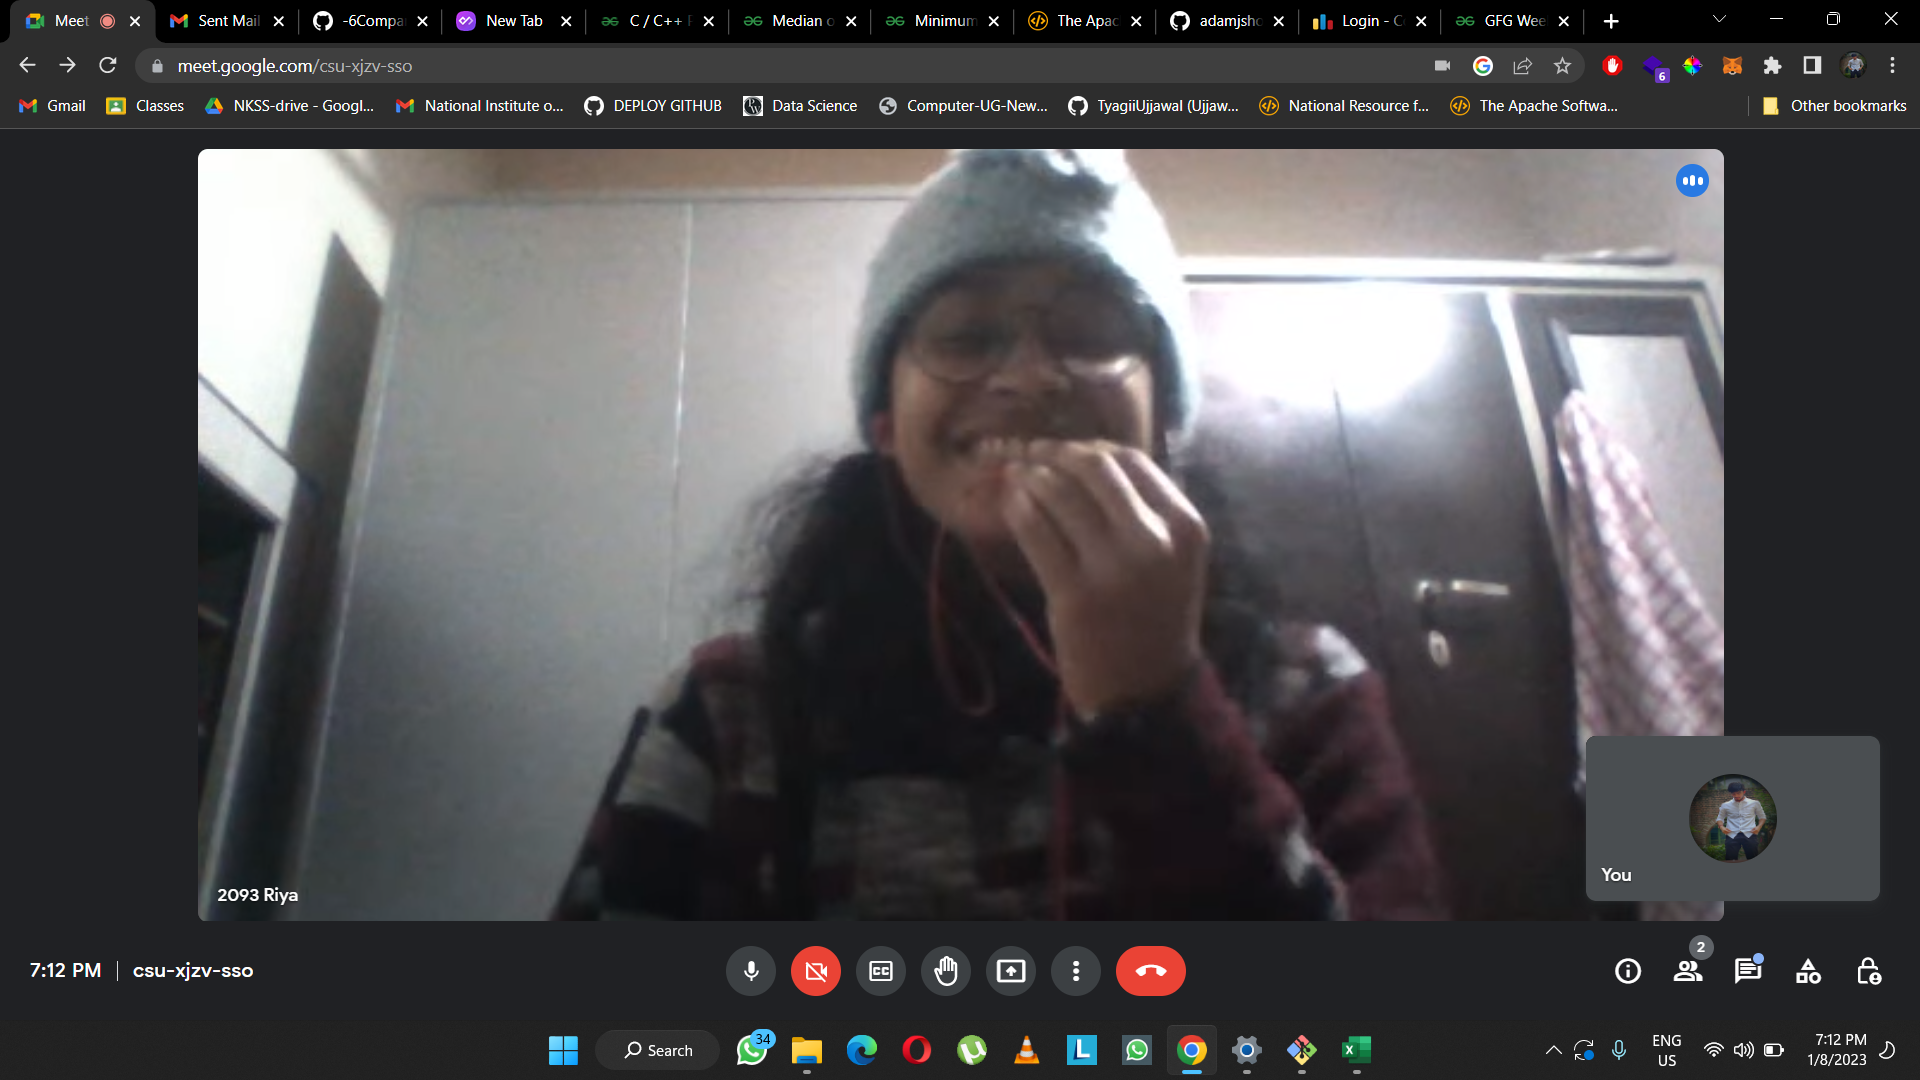 Meet
Sent Mail
-6Compa
New Tab
C / C++ F
Median o
Minimum
The Apac
adamjsho
Login - C
GFG Wee
meet.google.com/csu-xjzv-sso
6
Gmail
Classes
NKSS-drive - Googl...
National Institute o...
DEPLOY GITHUB
Data Science
Computer-UG-New...
TyagiiUjjawal (Ujjaw...
National Resource f...
The Apache Softwa...
Other bookmarks
2093 Riya
You
7:12 PM
csu-xjzv-sso
CC
2
Search
34
L
ENG
US
7:12 PM
1/8/2023